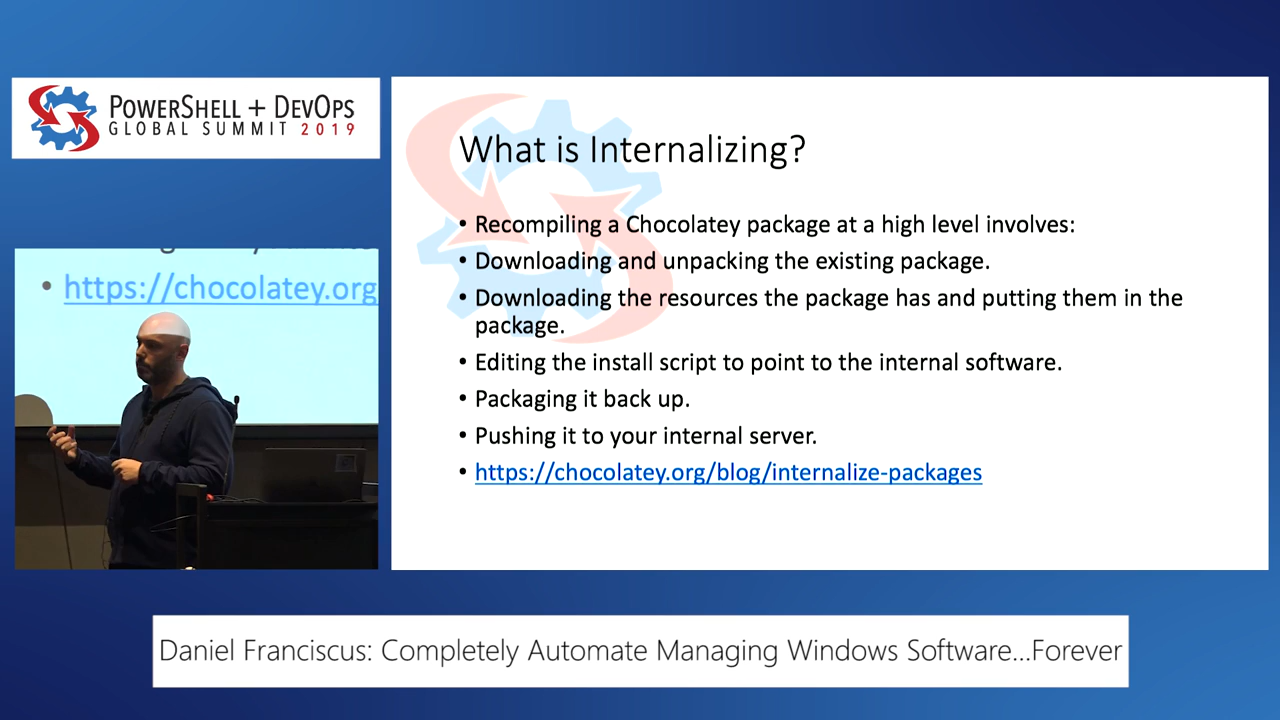 POWERSHELL + DEVOPS
GLOBAL SUMMIT 2019
What is Internalizing?
• Recompiling a Chocolatey package at a high level involves:
• Downloading and unpacking the existing package.
• Downloading the resources the package has and putting them in the
package.
• Editing the install script to point to the internal software.
• Packaging it back up.
• Pushing it to your internal server.
• https://chocolatey.org/blog/internalize-packages
• https://chocolatey.org
Daniel Franciscus: Completely Automate Managing Windows Software...Forever